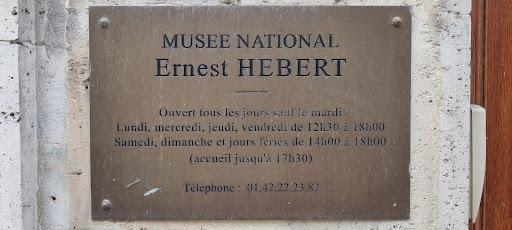 MUSEE NATIONAL
Ernest HEBERT
Ouvert tous les jours sauf le mardi
Lundi, mercredi, jeudi, vendredi de 12h30 à 18h00
Samedi, dimanche et jours féries de 14h00 à 18h00
(accueil jusqu'à 17h30)
Téléphone : 01.42.22.23.82